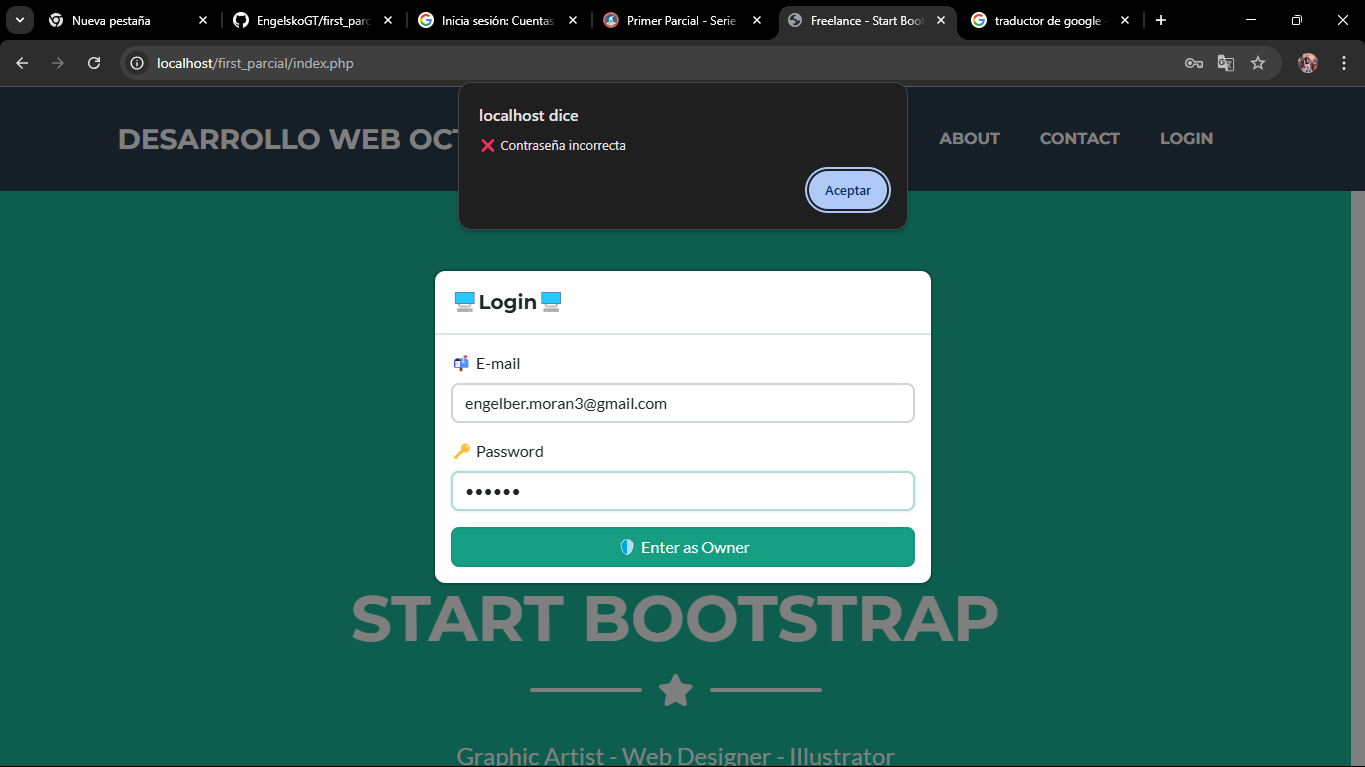 Nueva pestaña
EngelskoGT/first_parc
Inicia sesión: Cuentas
Primer Parcial - Serie
Freelance - Start Boot
traductor de google -
localhost/first_parcial/index.php
DESARROLLO WEB OCT
ABOUT
CONTACT
LOGIN
localhost dice
❌ Contraseña incorrecta
Aceptar
🖥️Login🖥️
📬 E-mail
engelber.moran3@gmail.com
🔑 Password
••••••
🛡️ Enter as Owner
START BOOTSTRAP
Graphic Artist - Web Designer - Illustrator